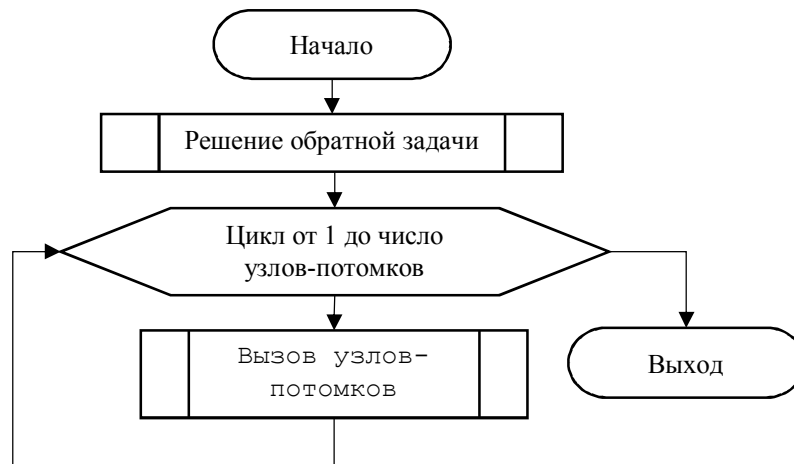 Начало
Решение обратной задачи
Цикл от 1 до число
узлов-потомков
Вызов узлов-
потомков
Выход